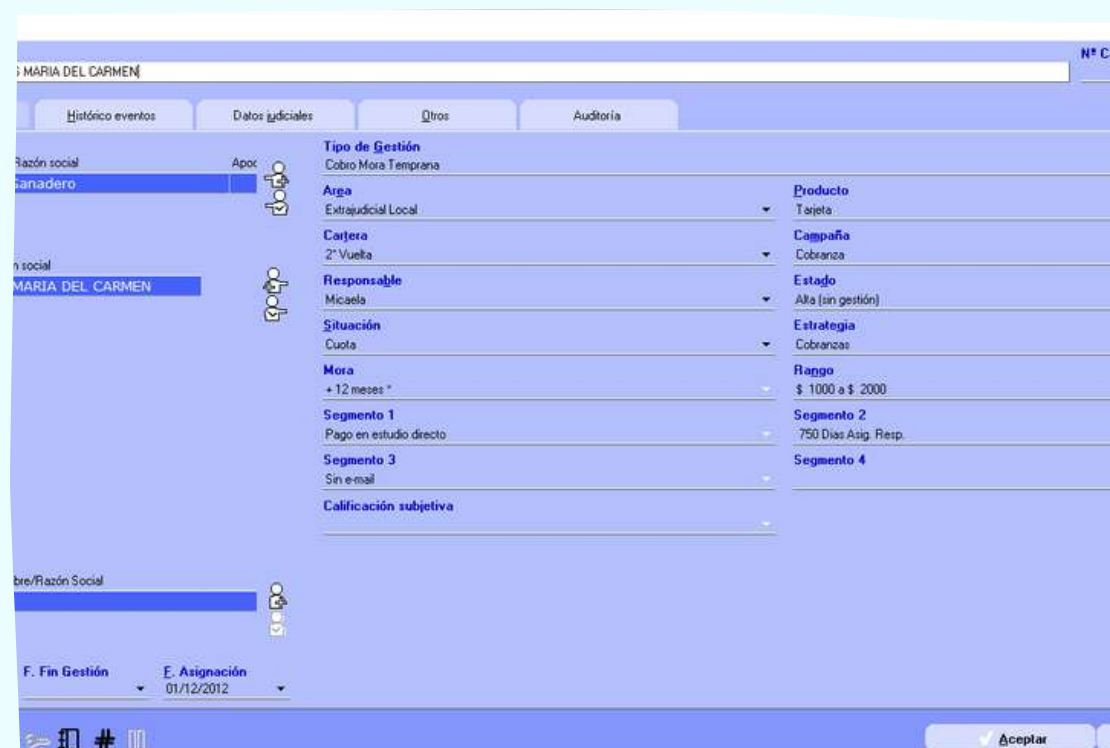 Nº C
S MARIA DEL CARMEN
Histórico eventos Datos judiciales Otros Auditoría
Razón social Apoc
Ganadero
n social
MARIA DEL CARMEN
Tipo de Gestión
Cobro Mora Temprana
Area Producto
Extrajudicial Local Tarjeta
Cartera Campaña
2° Vuelta Cobranza
Responsable Estado
Micaela Alta (sin gestión)
Situación Estrategia
Cuota Cobranzas
Mora Rango
+ 12 meses * $ 1000 a $ 2000
Segmento 1 Segmento 2
Pago en estudio directo 750 Dias Asig. Resp.
Segmento 3 Segmento 4
Sin e-mail
Calificación subjetiva
bre/Razón Social
F. Fin Gestión F. Asignación
01/12/2012
#
Aceptar